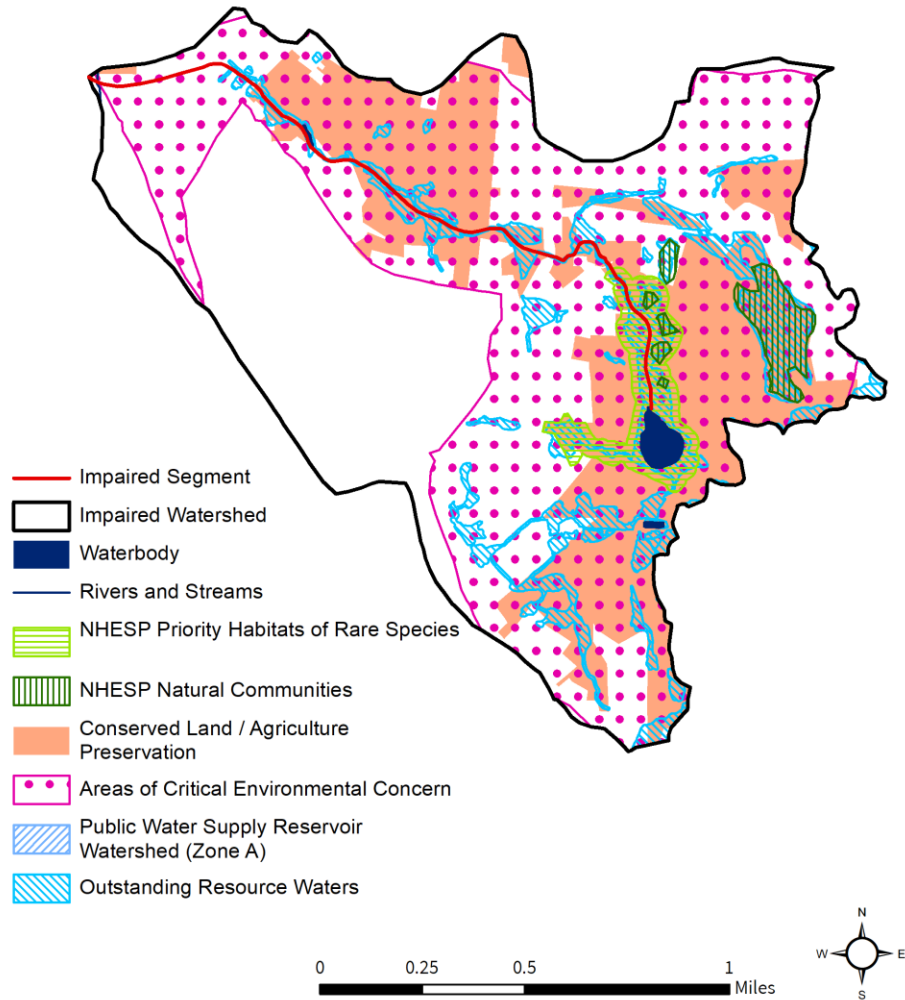 Impaired Segment
Impaired Watershed
Waterbody
Rivers and Streams
NHESP Priority Habitats of Rare Species
NHESP Natural Communities
Conserved Land / Agriculture
Preservation
Areas of Critical Environmental Concern
Public Water Supply Reservoir
Watershed (Zone A)
Outstanding Resource Waters
N
W E
S
0 0.25 0.5 1
Miles